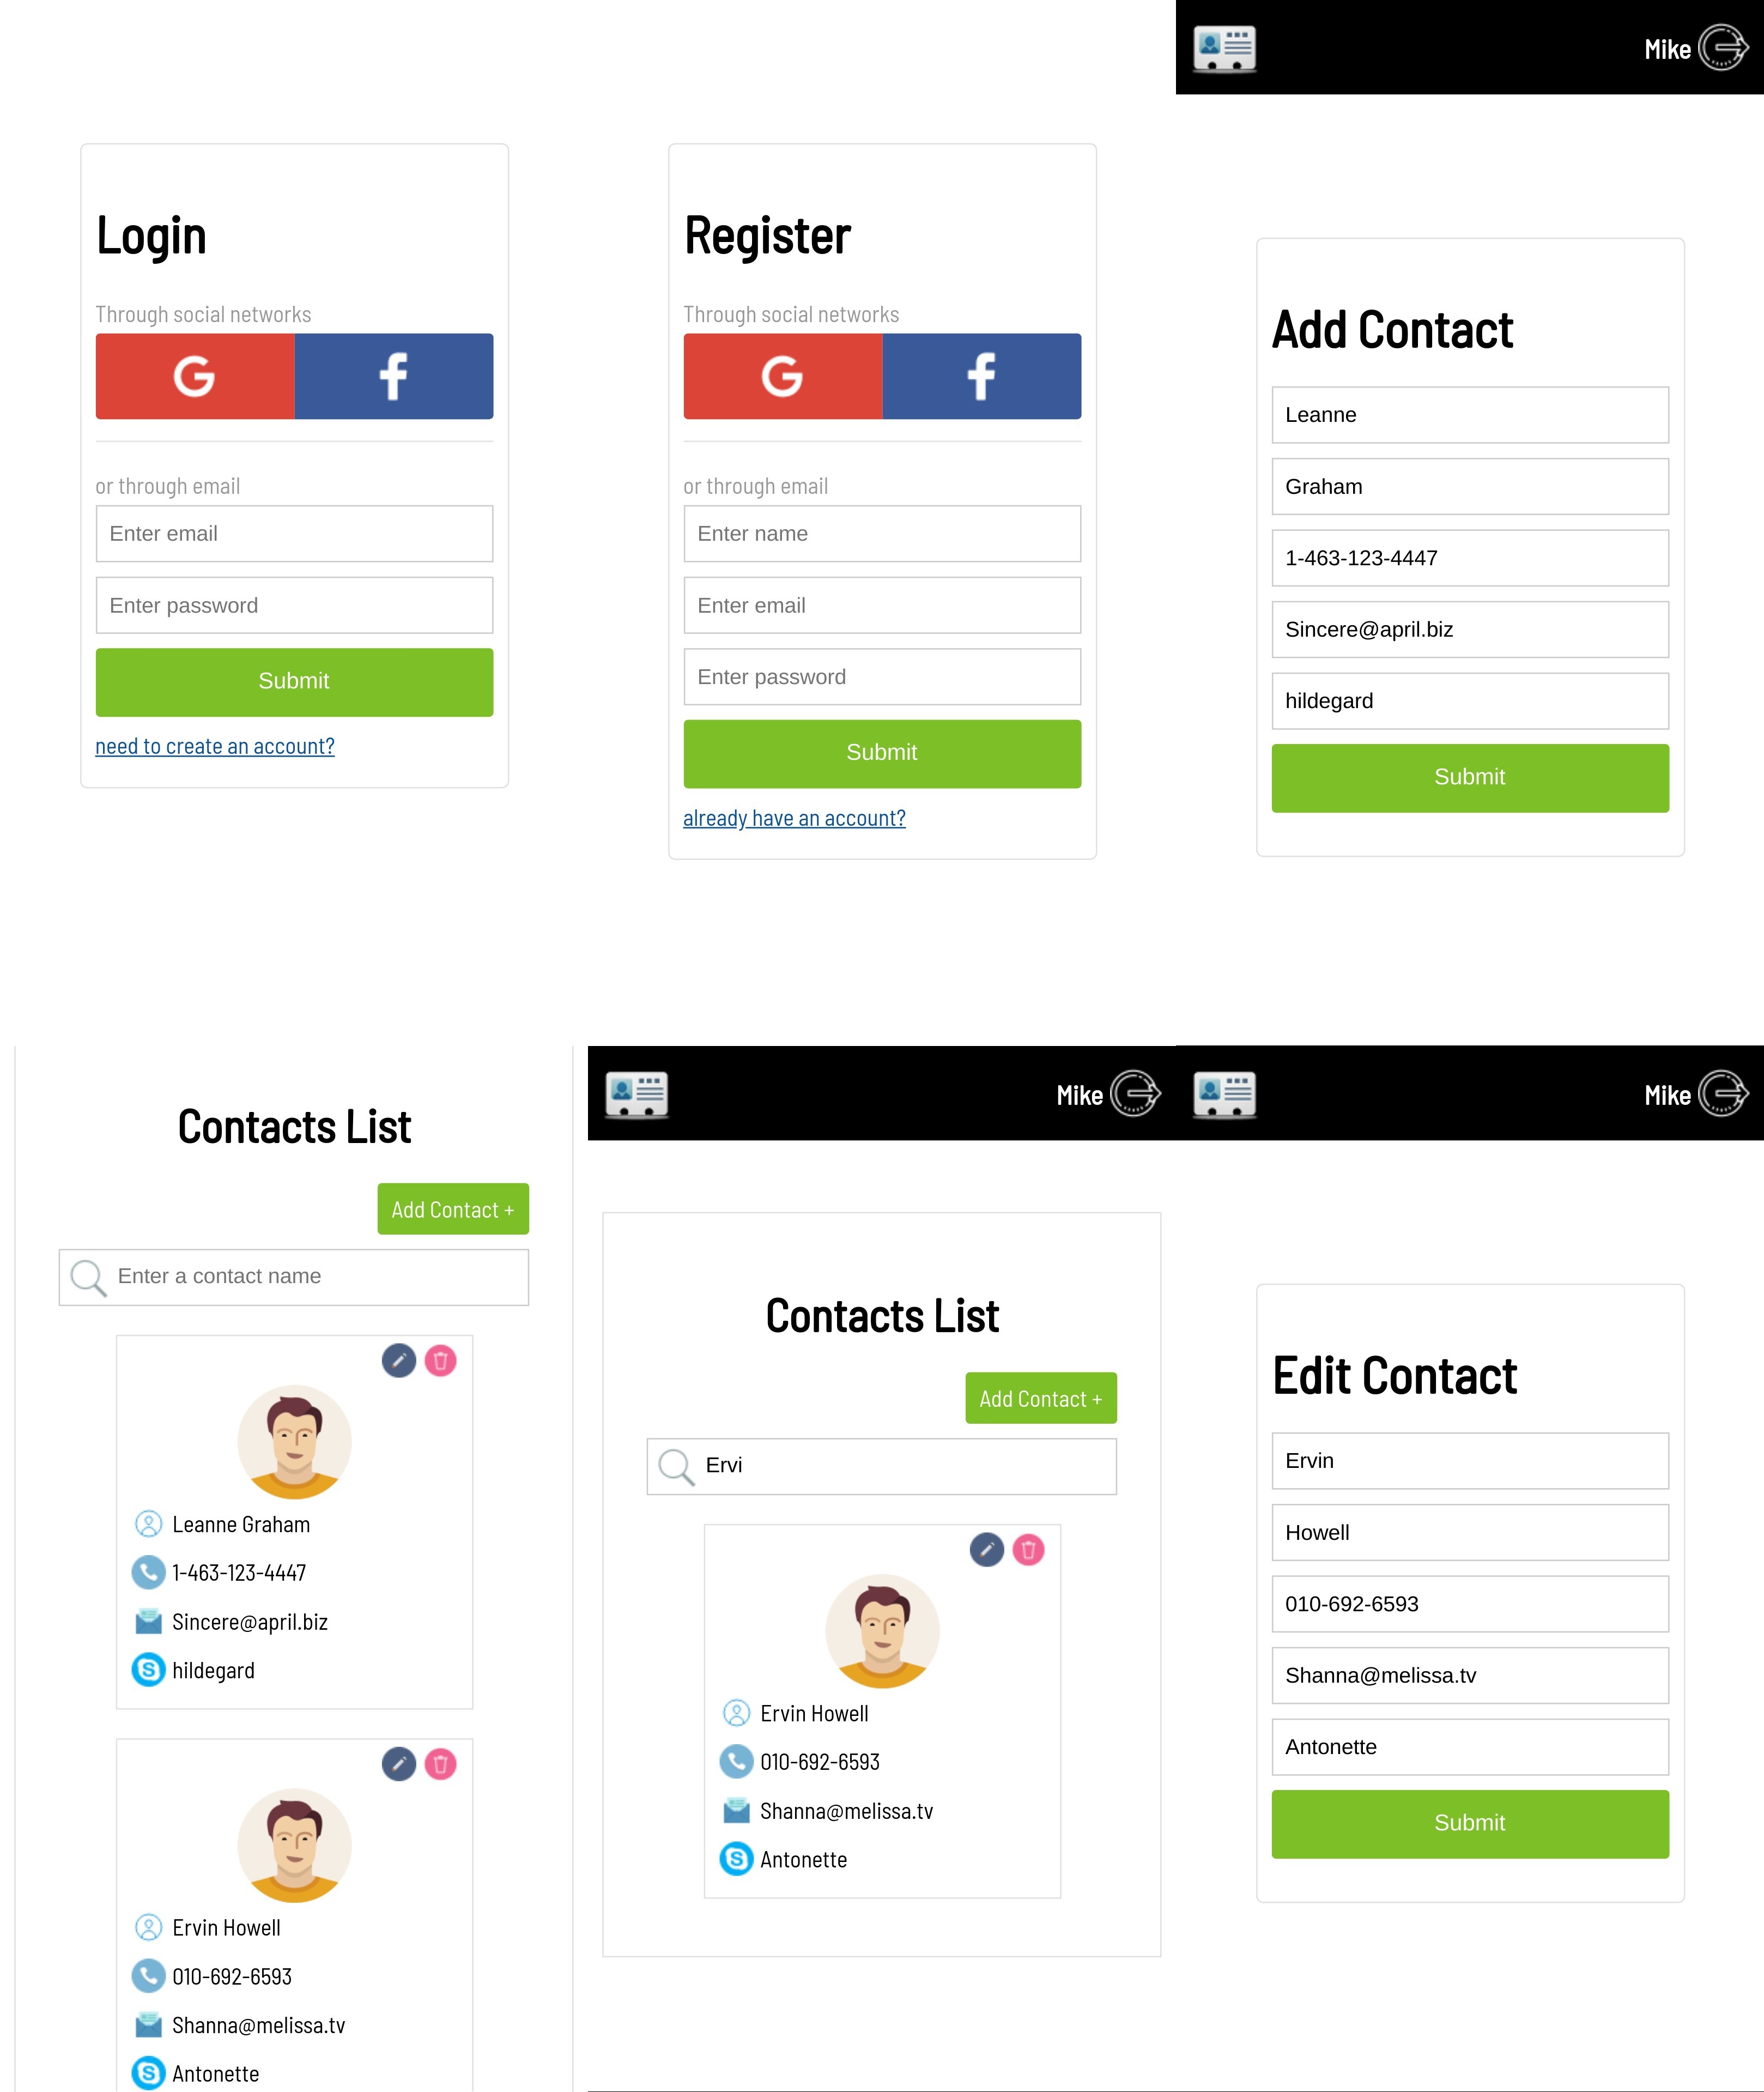 Login
Through social networks
G f
or through email
Enter email
Enter password
Submit
need to create an account?
Register
Through social networks
G f
or through email
Enter name
Enter email
Enter password
Submit
already have an account?
Mike
Add Contact
Leanne
Graham
1-463-123-4447
Sincere@april.biz
hildegard
Submit
Contacts List
Add Contact +
Enter a contact name
Leanne Graham
1-463-123-4447
Sincere@april.biz
S hildegard
Ervin Howell
010-692-6593
Shanna@melissa.tv
S Antonette
Mike
Contacts List
Add Contact +
Ervi
Ervin Howell
010-692-6593
Shanna@melissa.tv
S Antonette
Mike
Edit Contact
Ervin
Howell
010-692-6593
Shanna@melissa.tv
Antonette
Submit